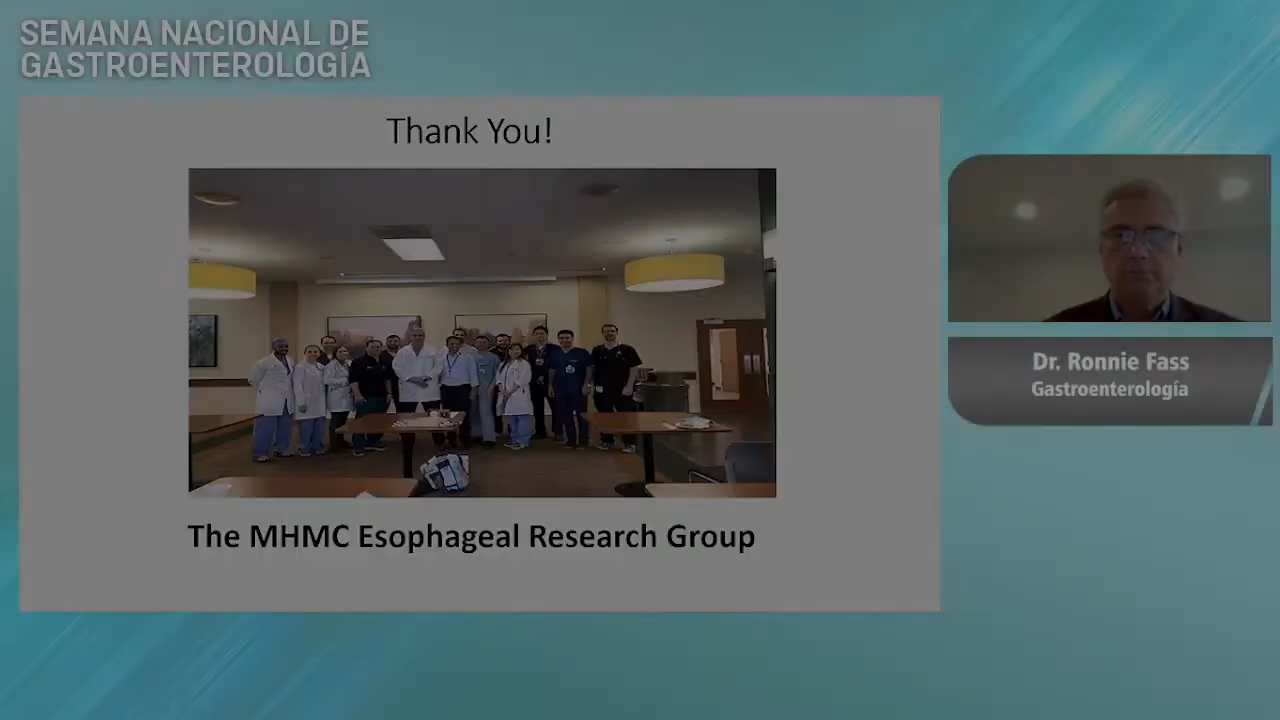 SEMANA NACIONAL DE
GASTROENTEROLOGÍA
Thank You!
The MHMC Esophageal Research Group
Dr. Ronnie Fass
Gastroenterología